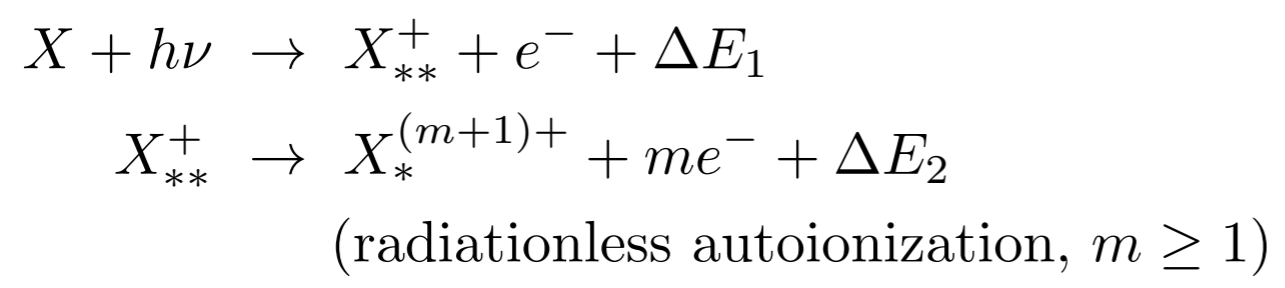 X + hν → X⁺₎⁎⁎ + e⁻ + ΔE₁
X⁺⁎⁎ → X⁎⁽ᵐ⁺¹⁾⁺ + me⁻ + ΔE₂
(radiationless autoionization, m ≥ 1)